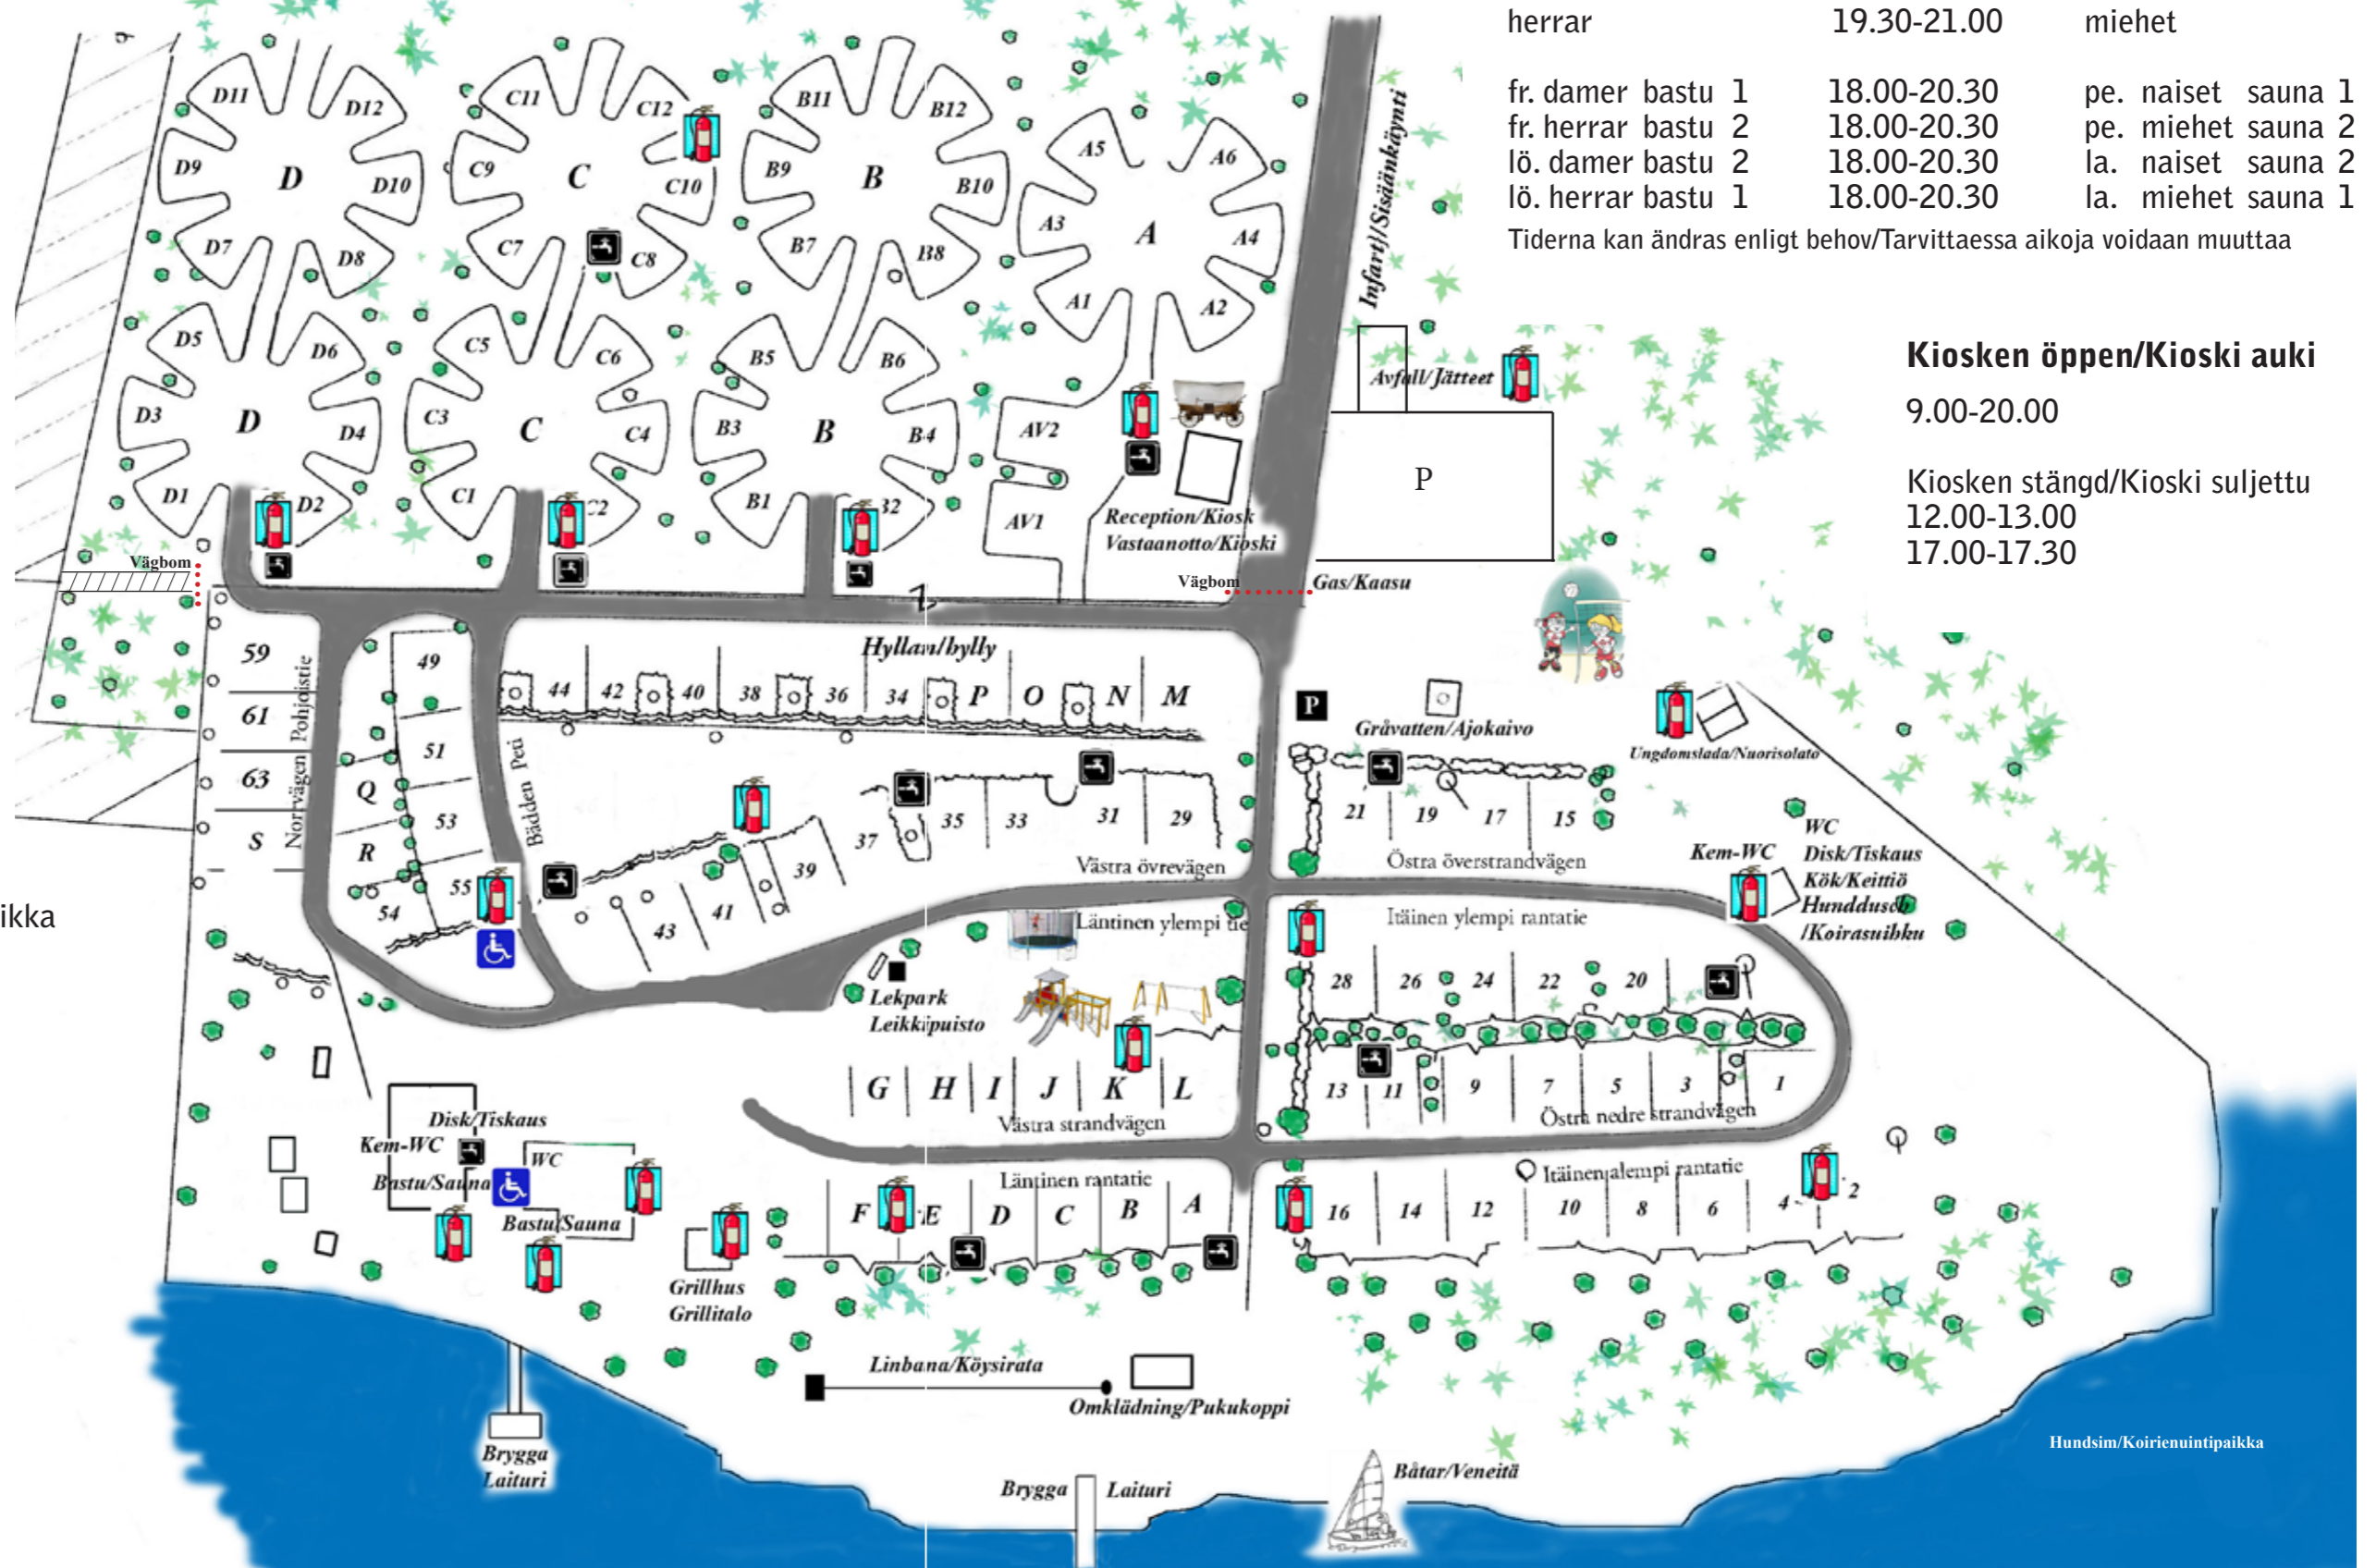 herrar 19.30-21.00 miehet
fr. damer bastu 1 18.00-20.30 pe. naiset sauna 1
fr. herrar bastu 2 18.00-20.30 pe. miehet sauna 2
lö. damer bastu 2 18.00-20.30 la. naiset sauna 2
lö. herrar bastu 1 18.00-20.30 la. miehet sauna 1
Tiderna kan ändras enligt behov/Tarvittaessa aikoja voidaan muuttaa
Kiosken öppen/Kioski auki
9.00-20.00
Kiosken stängd/Kioski suljettu
12.00-13.00
17.00-17.30
D11 D12 C11 C12 B11 B12
A5 A6
D9 D D10 C9 C C10 B9 B B10
A3 A A4
D7 D8 C7 C8 B7 B8
A1 A2
Infart)/Sisäänkäynti
D5 D6 C5 C6 B5 B6
Avfall/Jätteet
D3 D D4 C3 C C4 B3 B B4 AV2
P
D1 D2 C1 C2 B1 B2 AV1
Reception/Kiosk
Vastaanotto/Kioski
Vägbom
Vägbom
Gas/Kaasu
Hyllan/hylly
59 49
61 51
63 Q 53
S R 55
54
Norrvägen Pohjoistie
Bädden Peti
44 42 40 38 36 34 P O N M
P
Gråvatten/Ajokaivo
Ungdomslada/Nuorisolato
43 41 39 37 35 33 31 29
21 19 17 15
Västra övrevägen
Östra överstrandvägen
Kem-WC
WC
Disk/Tiskaus
Kök/Keittiö
Hunddusch
/Koirasuihku
ikka
Läntinen ylempi tie
Itäinen ylempi rantatie
28 26 24 22 20
Lekpark
Leikkipuisto
G H I J K L
13 11 9 7 5 3 1
Västra strandvägen
Östra nedre strandvägen
Disk/Tiskaus
Kem-WC
WC
Bastu/Sauna
Bastu/Sauna
Läntinen rantatie
Itäinen alempi rantatie
F E D C B A
16 14 12 10 8 6 4 2
Grillhus
Grillitalo
Linbana/Köysirata
Omklädning/Pukukoppi
Brygga
Laituri
Brygga Laituri
Båtar/Veneitä
Hundsim/Koirienuintipaikka